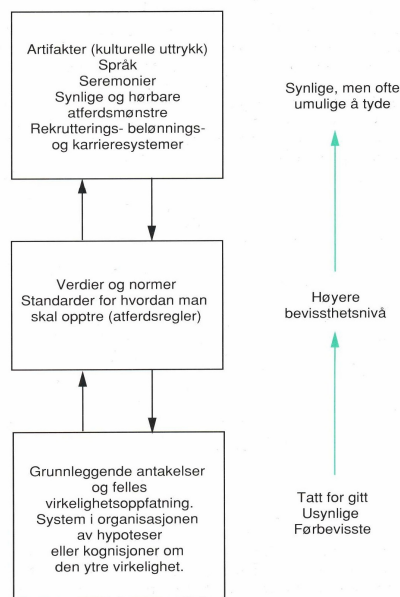 Artifakter (kulturelle uttrykk)
Språk
Seremonier
Synlige og hørbare
atferdsmønstre
Rekrutterings- belønnings-
og karrieresystemer
Synlige, men ofte
umulige å tyde
Verdier og normer
Standarder for hvordan man
skal opptre (atferdsregler)
Høyere
bevissthetsnivå
Grunnleggende antakelser
og felles
virkelighetsoppfatning.
System i organisasjonen
av hypoteser
eller kognisjoner om
den ytre virkelighet.
Tatt for gitt
Usynlige
Førbevisste